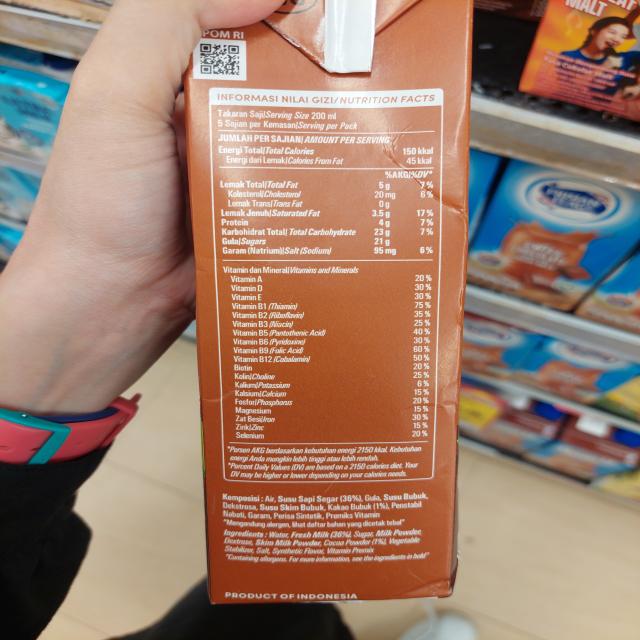 POM RI
MALT
INFORMASI NILAI GIZI/NUTRITION FACTS
Takaran Saji|Serving Size 200 ml
5 Sajian per Kemasan|Serving per Pack
JUMLAH PER SAJIAN| AMOUNT PER SERVING
Energi Total|Total Calories 150 kkal
Energi dari Lemak|Calories From Fat 45 kkal
%AKG|%DV*
Lemak Total|Total Fat 5 g 7 %
Kolesterol|Cholesterol 20 mg 6 %
Lemak Trans|Trans Fat 0 g
Lemak Jenuh|Saturated Fat 3.5 g 17 %
Protein 4 g 7 %
Karbohidrat Total| Total Carbohydrate 23 g 7 %
Gula|Sugars 21 g
Garam (Natrium)|Salt (Sodium) 95 mg 6 %
Vitamin dan Mineral|Vitamins and Minerals
Vitamin A 20 %
Vitamin D 30 %
Vitamin E 30 %
Vitamin B1 (Thiamin) 75 %
Vitamin B2 (Riboflavin) 35 %
Vitamin B3 (Niacin) 25 %
Vitamin B5 (Pantothenic Acid) 40 %
Vitamin B6 (Pyridoxine) 30 %
Vitamin B9 (Folic Acid) 60 %
Vitamin B12 (Cobalamin) 50 %
Biotin 20 %
Kolin|Choline 25 %
Kalium|Potassium 6 %
Kalsium|Calcium 15 %
Fosfor|Phosphorus 20 %
Magnesium 15 %
Zat Besi|Iron 30 %
Zink|Zinc 15 %
Selenium 20 %
*Persen AKG berdasarkan kebutuhan energi 2150 kkal. Kebutuhan
energi Anda mungkin lebih tinggi atau lebih rendah.
*Percent Daily Values (DV) are based on a 2150 calories diet. Your
DV may be higher or lower depending on your calories needs.
Komposisi : Air, Susu Sapi Segar (36%), Gula, Susu Bubuk,
Dekstrosa, Susu Skim Bubuk, Kakao Bubuk (1%), Penstabil
Nabati, Garam, Perisa Sintetik, Premiks Vitamin
"Mengandung alergen, lihat daftar bahan yang dicetak tebal"
Ingredients : Water, Fresh Milk (36%), Sugar, Milk Powder,
Dextrose, Skim Milk Powder, Cocoa Powder (1%), Vegetable
Stabilizer, Salt, Synthetic Flavor, Vitamin Premix
"Containing allergens. For more information, see the ingredients in bold"
PRODUCT OF INDONESIA